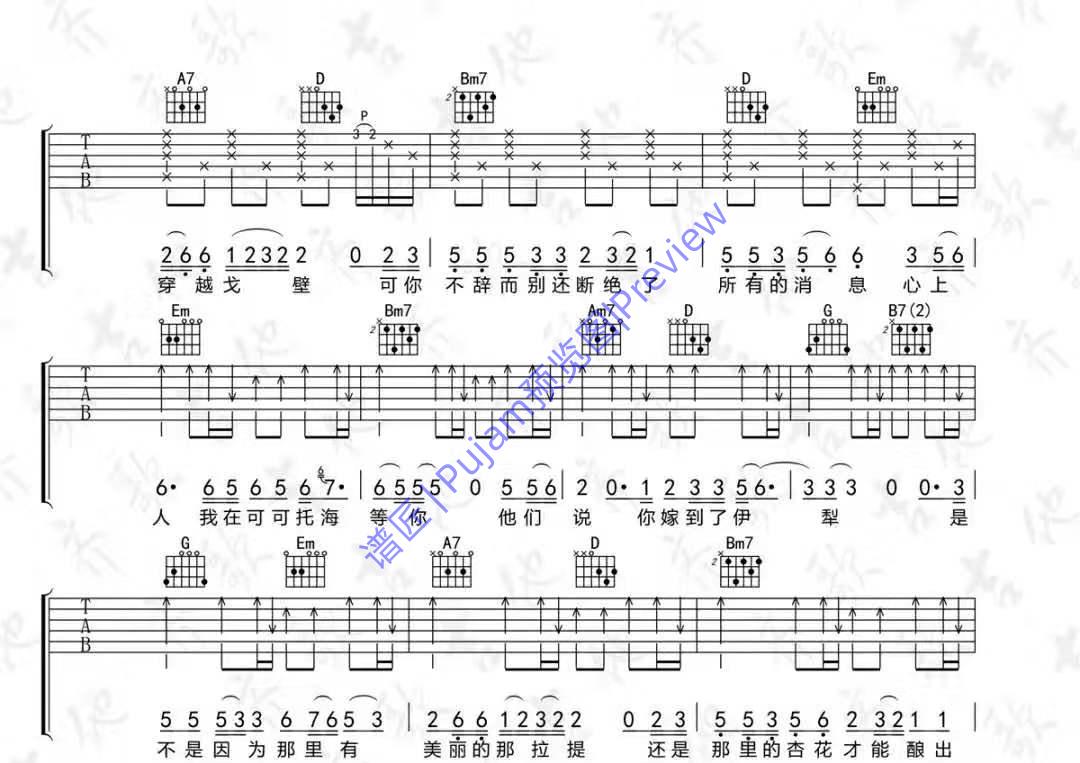 A7 D Bm7 D Em
P
3 2
T
A
B
2 6 6 1 2 3 2 2 0 2 3 5 5 5 3 3 2 3 2 1 5 5 3 5 6 6 3 5 6
穿越戈壁 可你 不辞而别还断绝了 所有的消息 心上
Em Bm7 Am7 D G B7(2)
T
A
B
6· 6 5 6 5 6 7· 6 5 5 5 0 5 5 6 2 0· 1 2 3 3 5 6· 3 3 3 0 0· 3
人 我在可可托海 等你 他们 说 你嫁到了伊犁 是
G Em A7 D Bm7
T
A
B
5 5 5 3 3 6 7 6 5 3 2 6 6 1 2 3 2 2 0 2 3 5 5 3 5 6 2 3 2 1 1
不是因为那里有 美丽的那拉提 还是 那里的杏花才能酿出
谱匠 | Pujam预览图|Preview